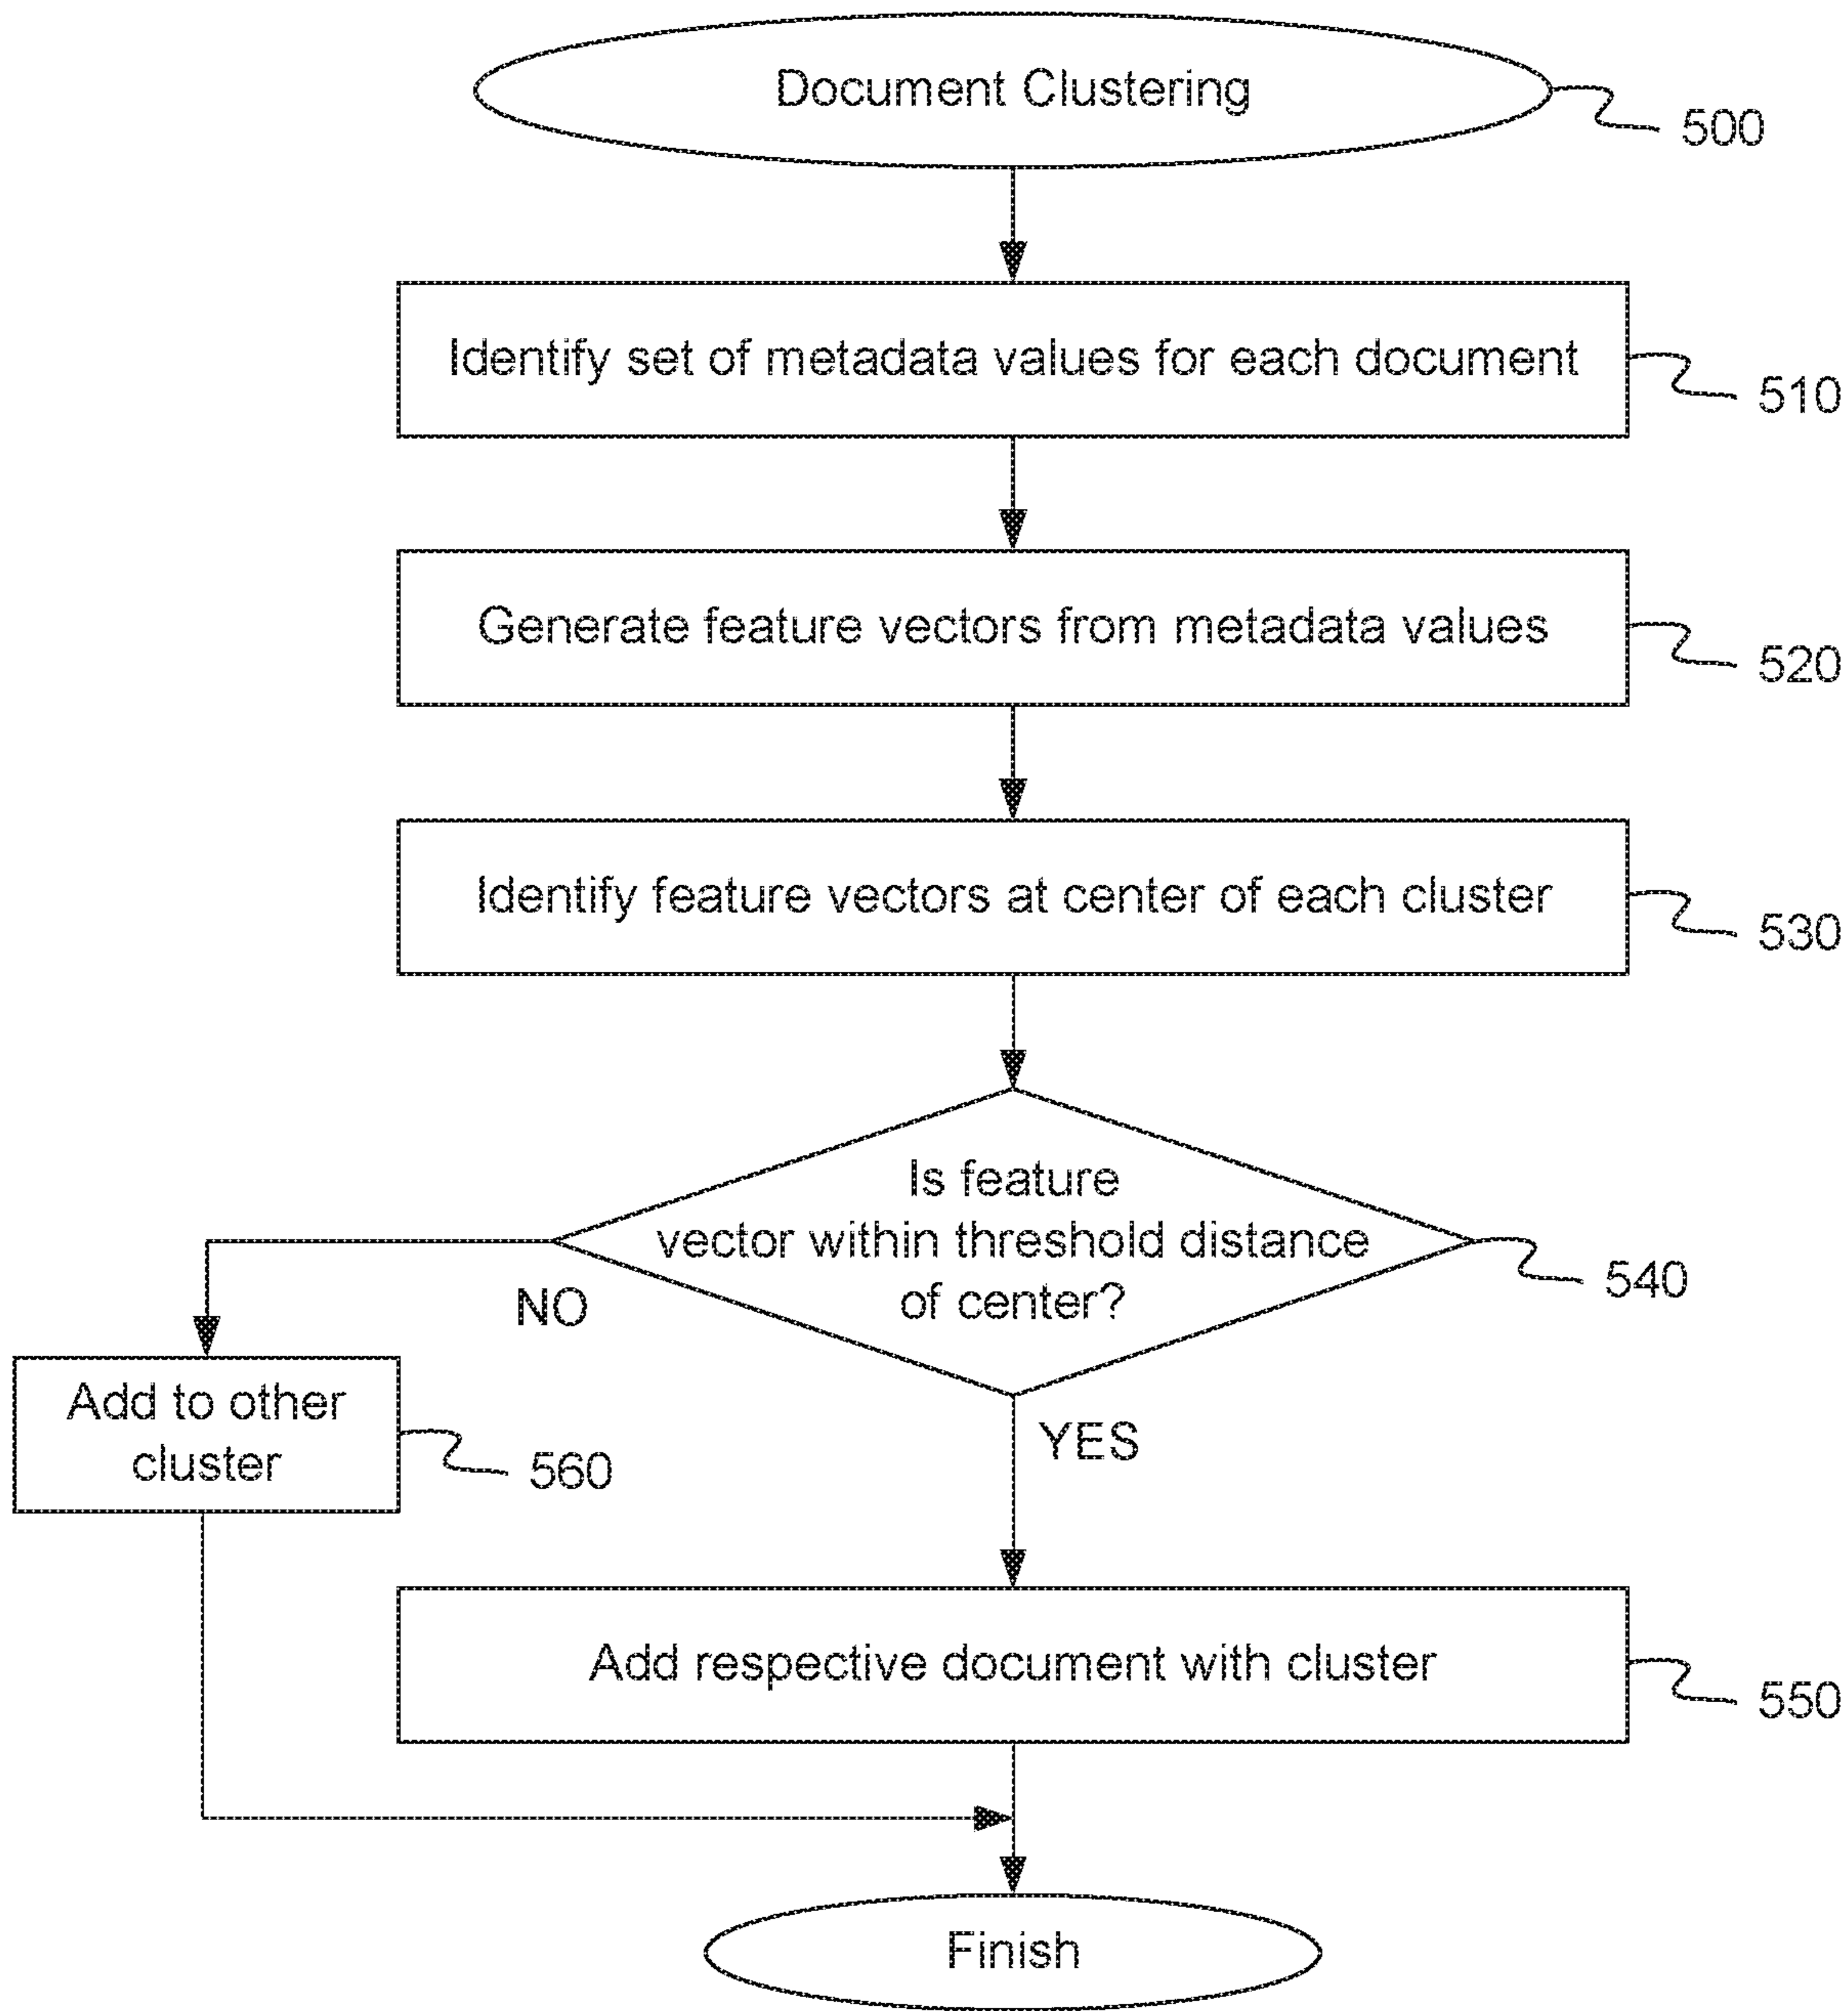 Document Clustering
500
Identify set of metadata values for each document
510
Generate feature vectors from metadata values
520
Identify feature vectors at center of each cluster
530
Is feature
vector within threshold distance
of center?
540
NO
Add to other
cluster
560
YES
Add respective document with cluster
550
Finish